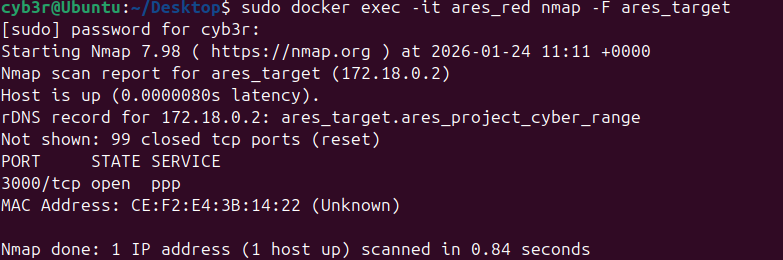 cyb3r@Ubuntu:~/Desktop$ sudo docker exec -it ares_red nmap -F ares_target
[sudo] password for cyb3r:
Starting Nmap 7.98 ( https://nmap.org ) at 2026-01-24 11:11 +0000
Nmap scan report for ares_target (172.18.0.2)
Host is up (0.0000080s latency).
rDNS record for 172.18.0.2: ares_target.ares_project_cyber_range
Not shown: 99 closed tcp ports (reset)
PORT     STATE SERVICE
3000/tcp open  ppp
MAC Address: CE:F2:E4:3B:14:22 (Unknown)
Nmap done: 1 IP address (1 host up) scanned in 0.84 seconds